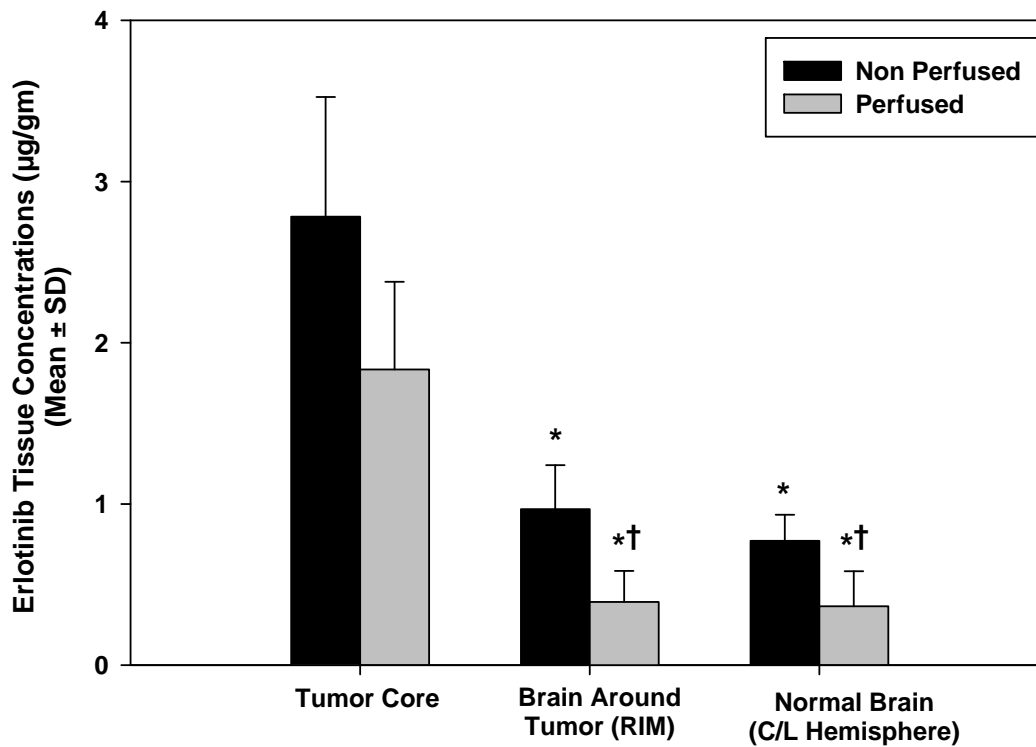 Erlotinib Tissue Concentrations (µg/gm)
(Mean ± SD)
4
3
2
1
0
Non Perfused
Perfused
*
*†
*
*†
Tumor Core
Brain Around
Tumor (RIM)
Normal Brain
(C/L Hemisphere)